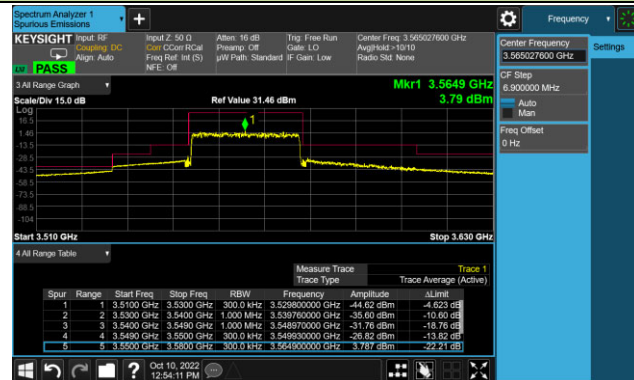 Spectrum Analyzer 1
Spurious Emissions
Frequency
KEYSIGHT
Input: RF
Coupling: DC
Align: Auto
Input Z: 50 Ω
Corr CCorr RCal
Freq Ref: Int (S)
NFE: Off
Atten: 16 dB
Preamp: Off
µW Path: Standard
Trig: Free Run
Gate: LO
IF Gain: Low
Center Freq: 3.565027600 GHz
Avg|Hold:>10/10
Radio Std: None
PASS
3 All Range Graph
Mkr1 3.5649 GHz
3.79 dBm
Scale/Div 15.0 dB
Ref Value 31.46 dBm
Log
16.5
1.46
-13.5
-28.5
-43.5
-58.5
-73.5
-88.5
-104
1
Start 3.510 GHz
Stop 3.630 GHz
4 All Range Table
Measure Trace Trace 1
Trace Type Trace Average (Active)
Spur Range Start Freq Stop Freq RBW Frequency Amplitude ΔLimit
1 1 3.5100 GHz 3.5300 GHz 300.0 kHz 3.529800000 GHz -44.62 dBm -4.623 dB
2 2 3.5300 GHz 3.5400 GHz 1.000 MHz 3.539760000 GHz -35.60 dBm -10.60 dB
3 3 3.5400 GHz 3.5490 GHz 1.000 MHz 3.548970000 GHz -31.76 dBm -18.76 dB
4 4 3.5490 GHz 3.5500 GHz 300.0 kHz 3.549930000 GHz -26.82 dBm -13.82 dB
5 5 3.5500 GHz 3.5800 GHz 300.0 kHz 3.564900000 GHz 3.787 dBm -22.21 dB
Oct 10, 2022
12:54:11 PM
Center Frequency
3.565027600 GHz
Settings
CF Step
6.900000 MHz
Auto
Man
Freq Offset
0 Hz